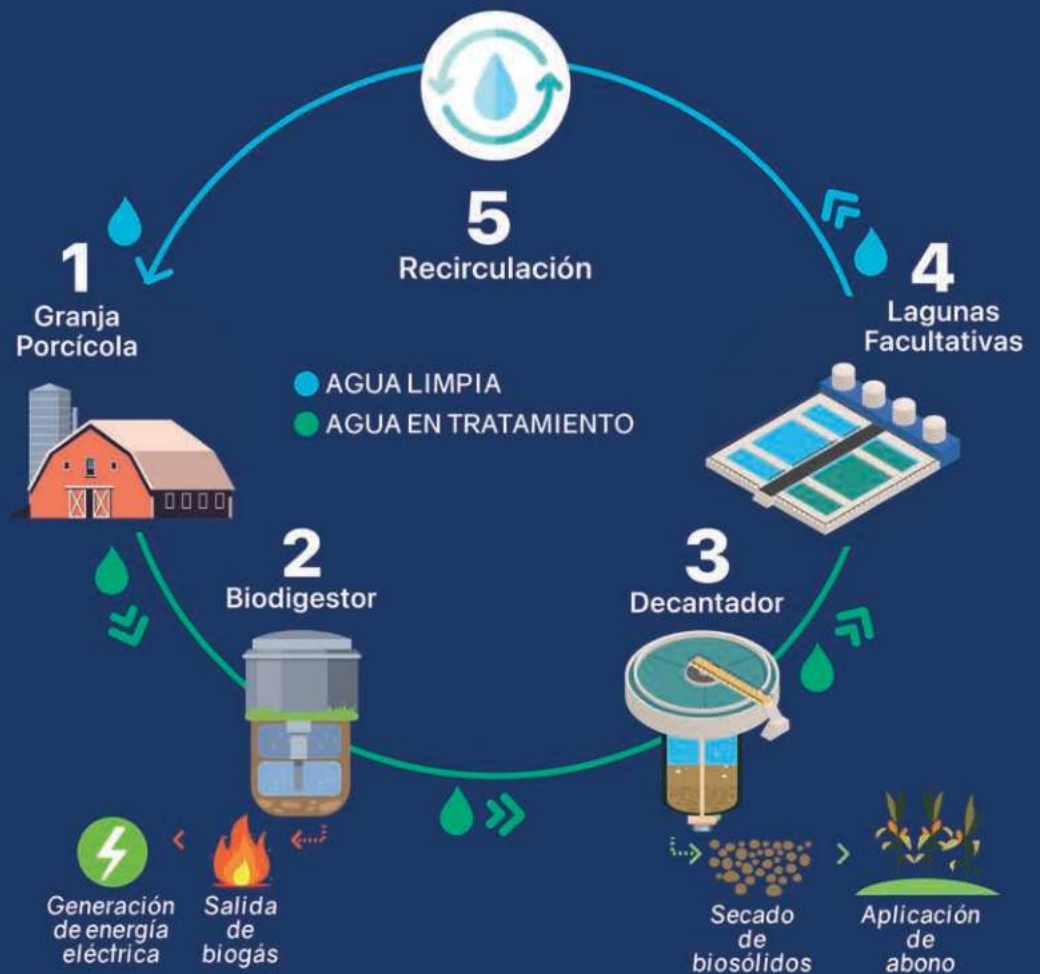 5
Recirculación
1
Granja
Porcícola
4
Lagunas
Facultativas
AGUA LIMPIA
AGUA EN TRATAMIENTO
2
Biodigestor
3
Decantador
Generación
de energía
eléctrica
Salida
de
biogás
Secado
de
biosólidos
Aplicación
de
abono